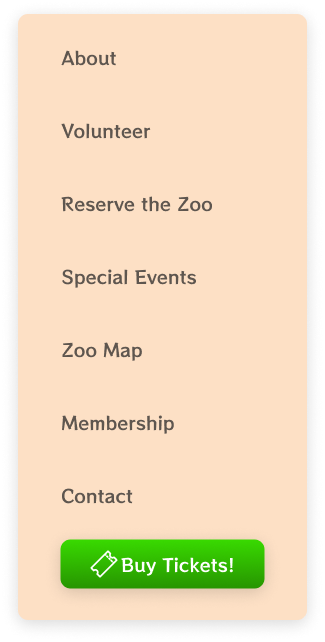 About
Volunteer
Reserve the Zoo
Special Events
Zoo Map
Membership
Contact
Buy Tickets!